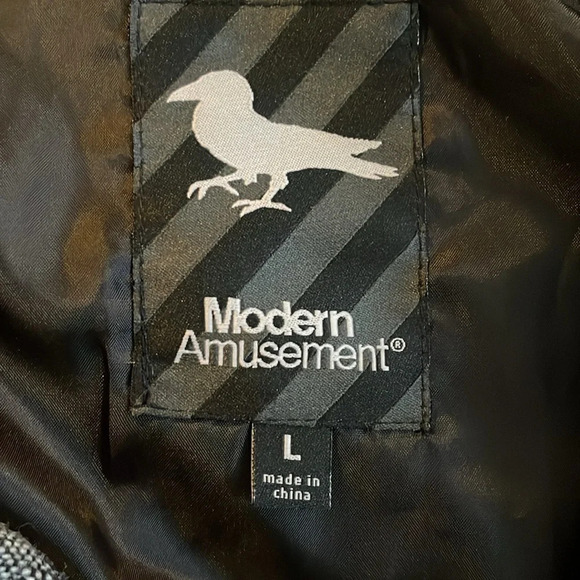 Modern
Amusement®
L
made in
china